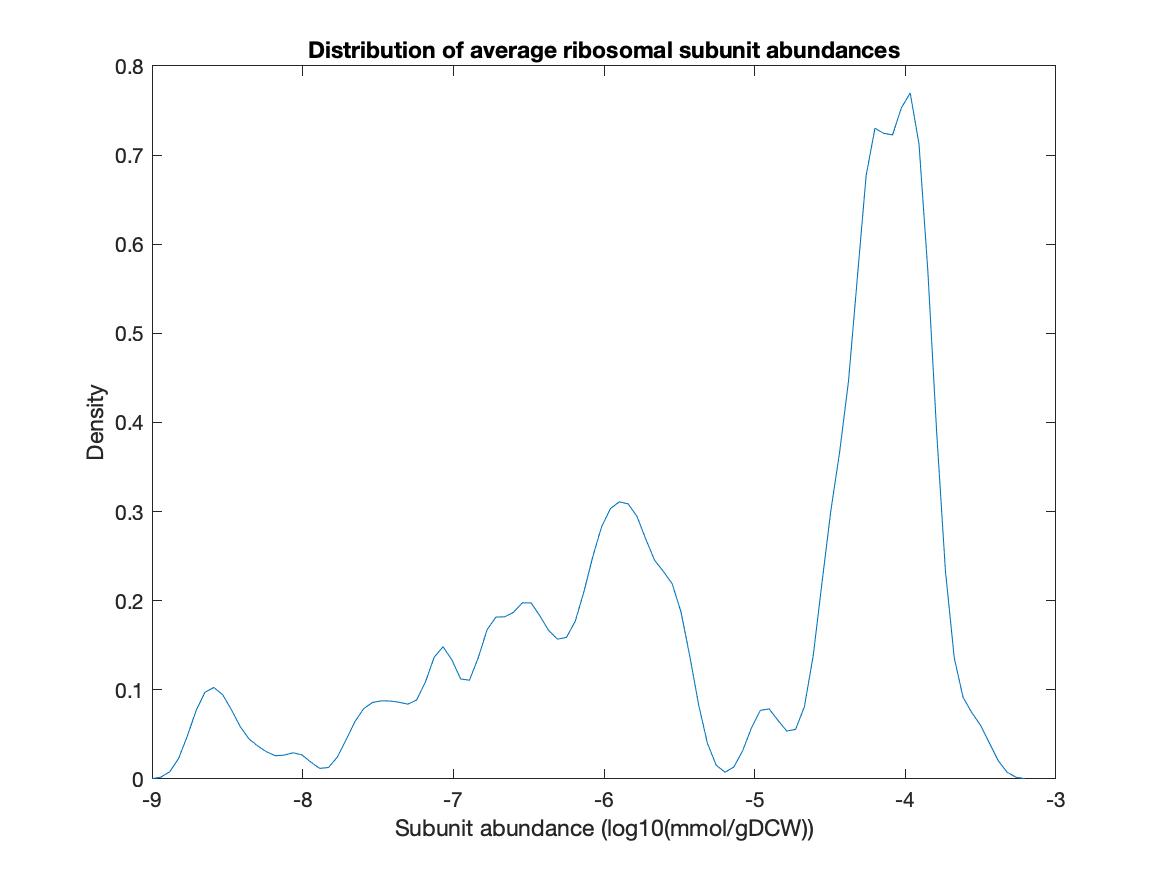 Distribution of average ribosomal subunit abundances
0.8
0.7
0.6
0.5
0.4
0.3
0.2
0.1
0
Density
-9 -8 -7 -6 -5 -4 -3
Subunit abundance (log10(mmol/gDCW))